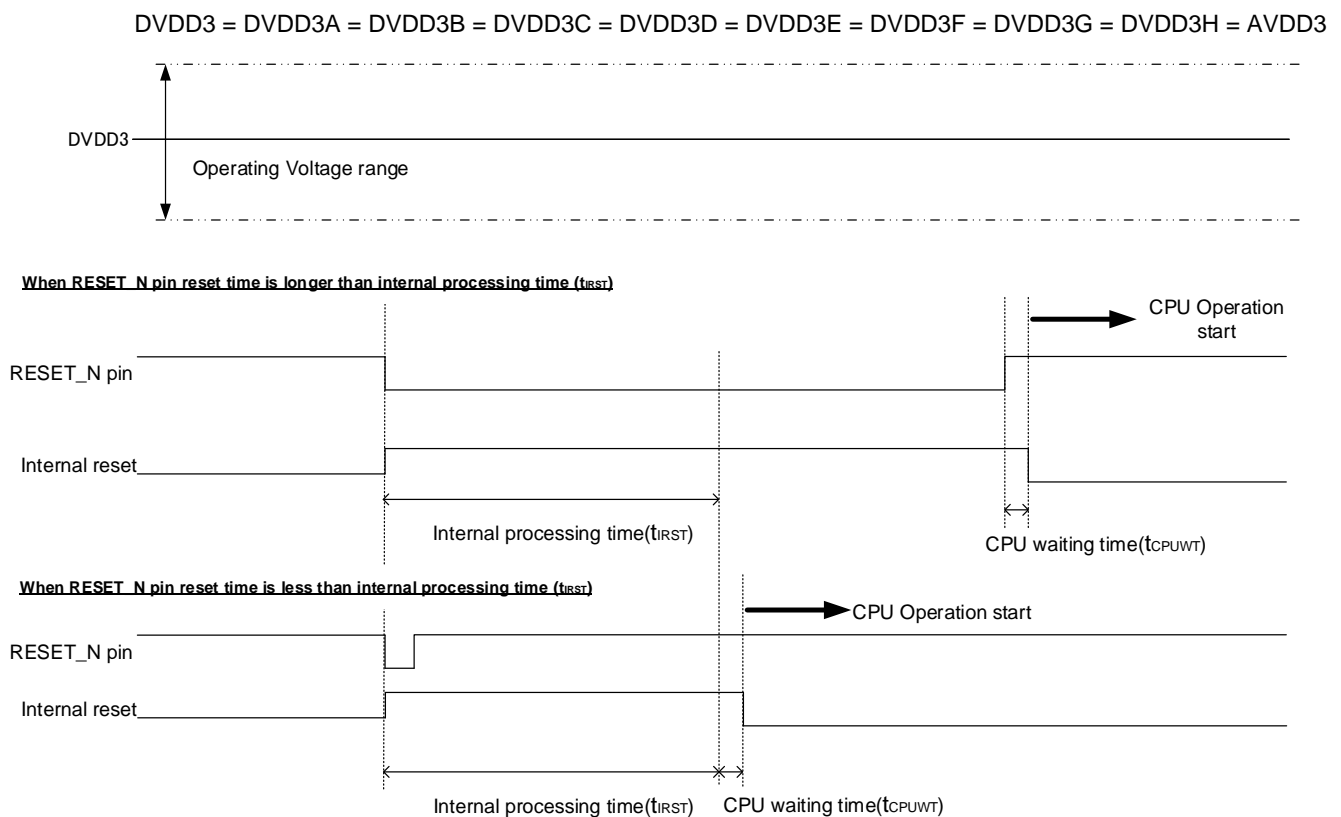 DVDD3 = DVDD3A = DVDD3B = DVDD3C = DVDD3D = DVDD3E = DVDD3F = DVDD3G = DVDD3H = AVDD3
DVDD3
Operating Voltage range
When RESET_N pin reset time is longer than internal processing time (tIRST)
CPU Operation
start
RESET_N pin
Internal reset
Internal processing time(tIRST)
CPU waiting time(tCPUWT)
When RESET_N pin reset time is less than internal processing time (tIRST)
CPU Operation start
RESET_N pin
Internal reset
Internal processing time(tIRST)
CPU waiting time(tCPUWT)